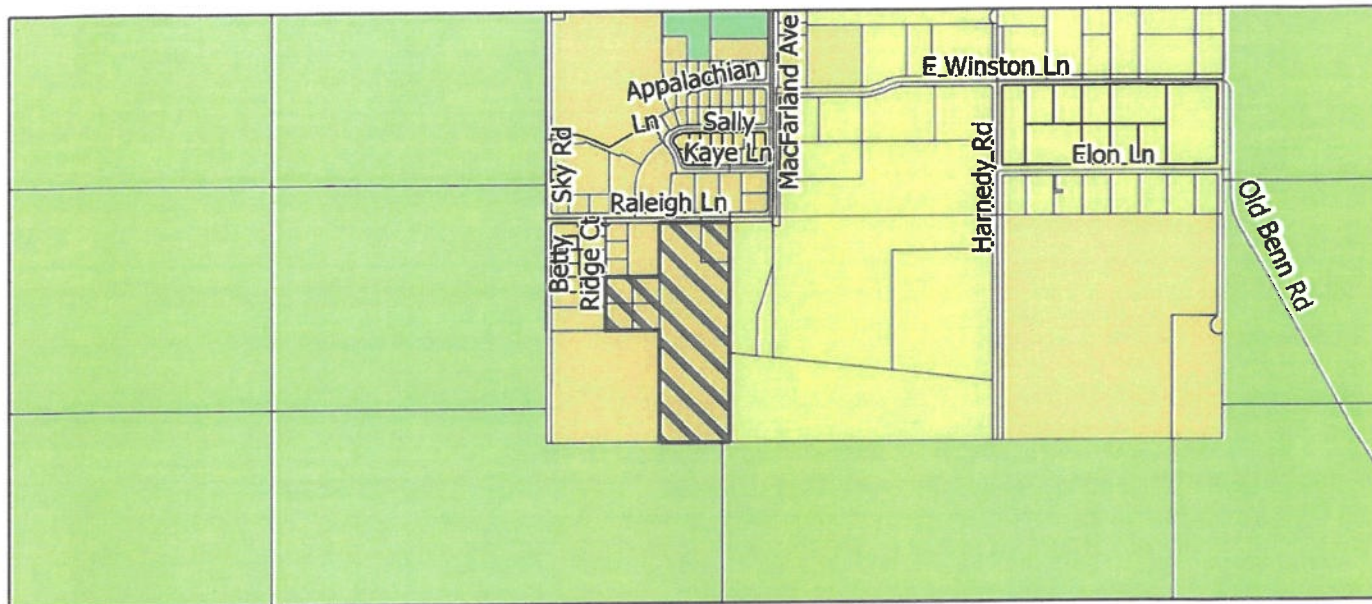 E Winston Ln
Appalachian
Ln
MacFarland Ave
Sally
Kaye Ln
Elon Ln
Sky Rd
Harnedy Rd
Raleigh Ln
Old Benn Rd
Betty
Ridge Ct